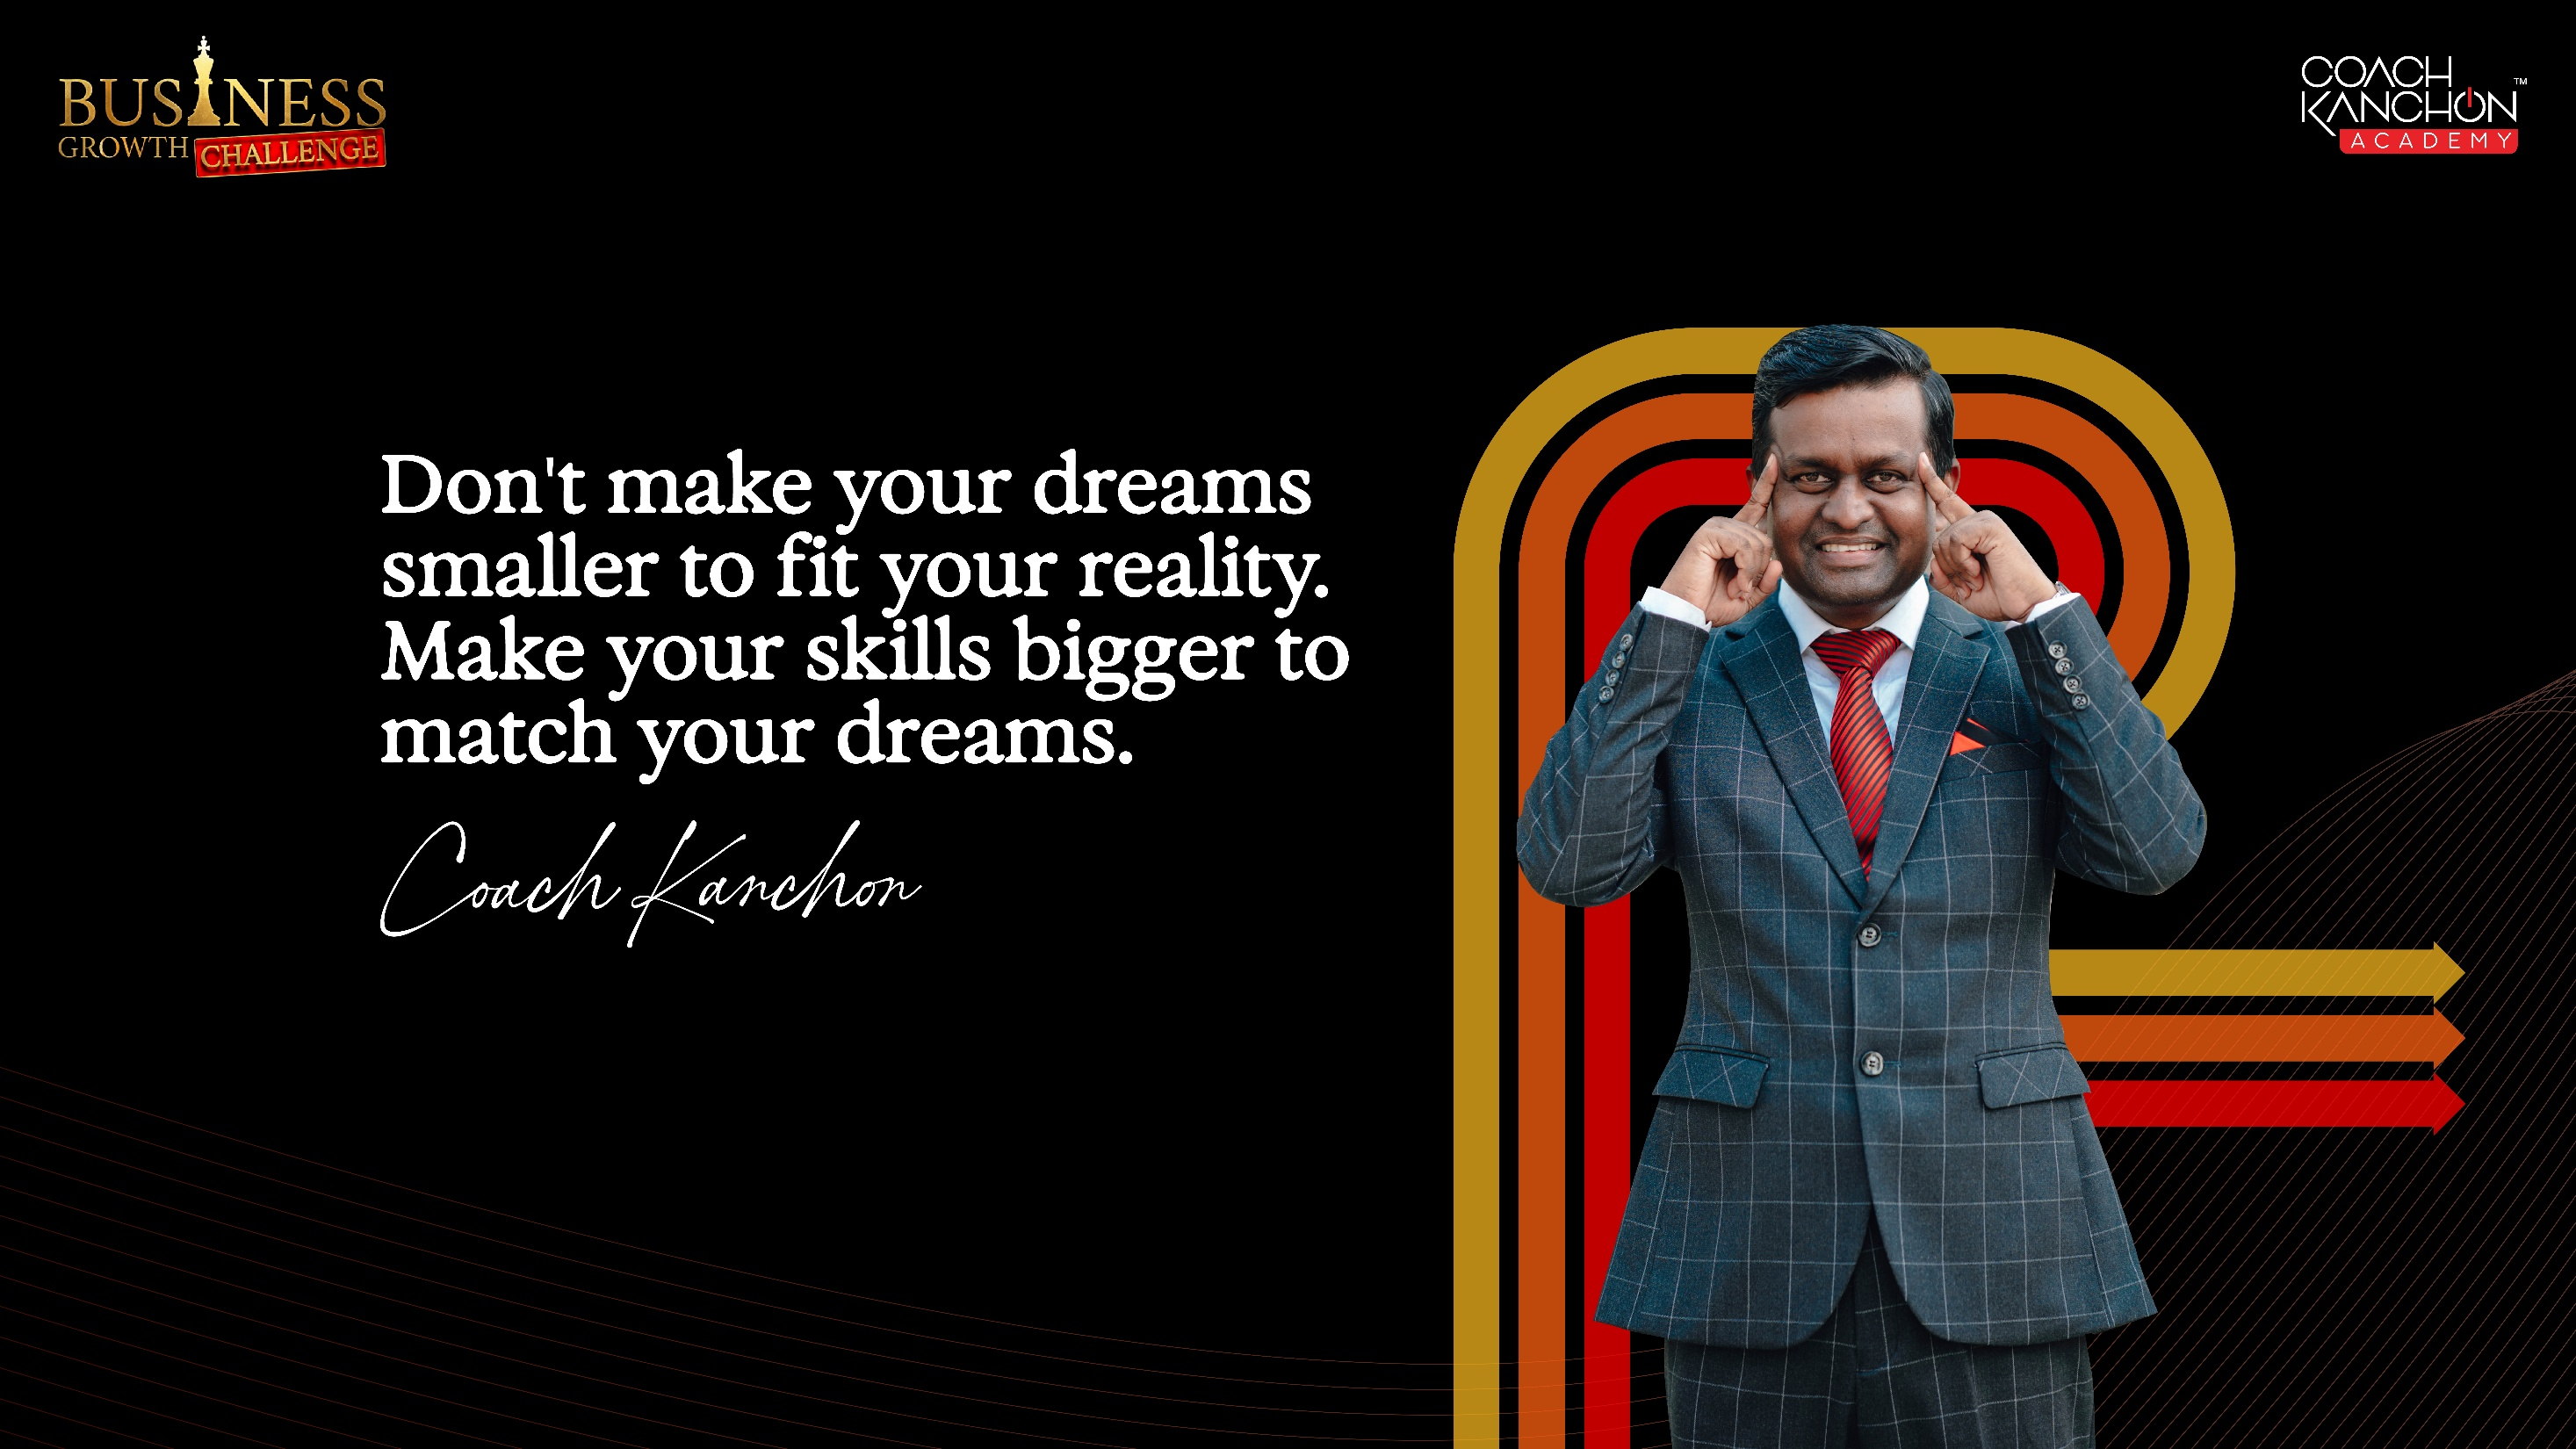 BUSINESS
GROWTH CHALLENGE
COACH
KANCHON ™
ACADEMY
Don't make your dreams
smaller to fit your reality.
Make your skills bigger to
match your dreams.
Coach Kanchon